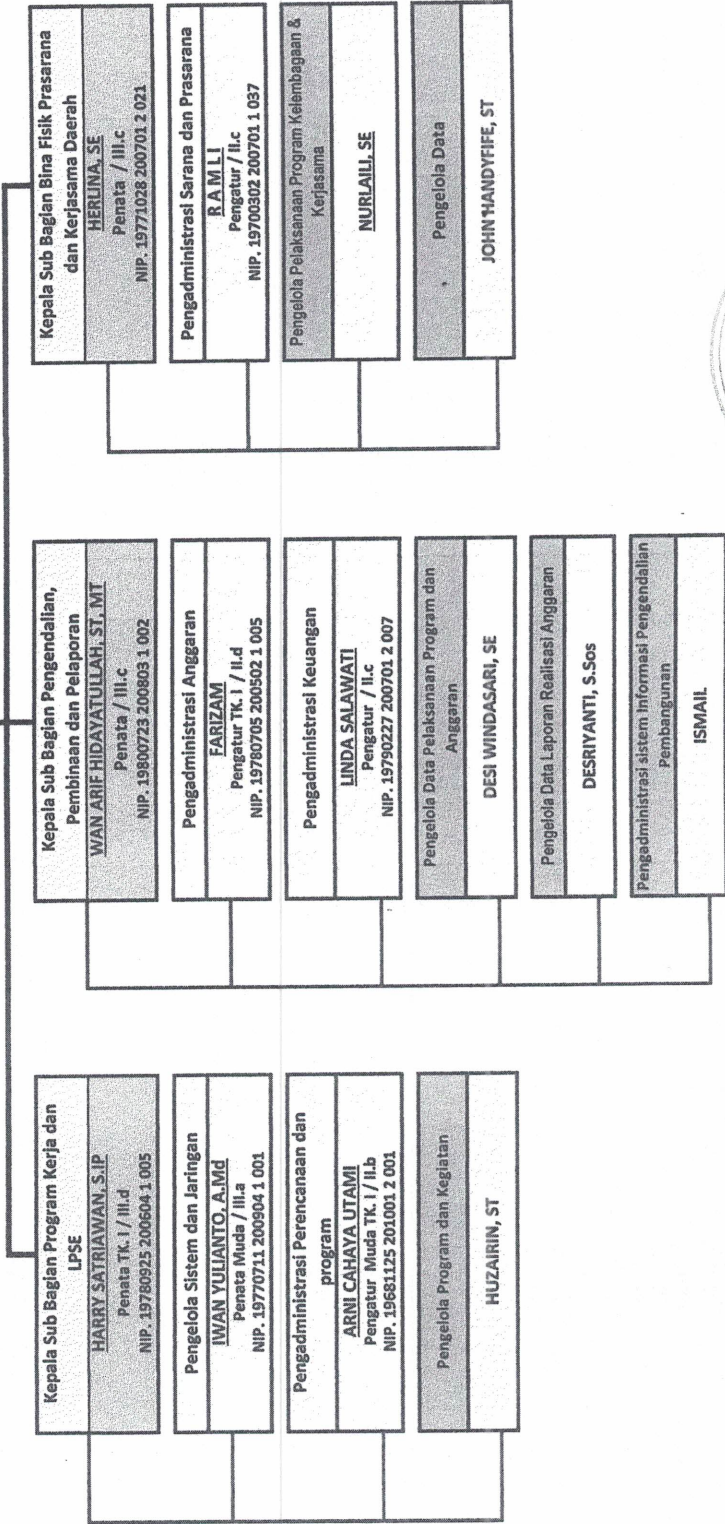 Kepala Sub Bagian Program Kerja dan
LPSE
HARRY SATRIAWAN, S.IP
Penata TK. I / III.d
NIP. 19780925 200604 1 005
Pengelola Sistem dan Jaringan
IWAN YULIANTO, A.Md
Penata Muda / III.a
NIP. 19770711 200904 1 001
Pengadministrasi Perencanaan dan
program
ARNI CAHAYA UTAMI
Pengatur Muda TK. I / II.b
NIP. 19681125 201001 2 001
Pengelola Program dan Kegiatan
HUZAIRIN, ST
Kepala Sub Bagian Pengendalian,
Pembinaan dan Pelaporan
WAN ARIF HIDAYATULLAH, ST, MT
Penata / III.c
NIP. 19800723 200803 1 002
Pengadministrasi Anggaran
FARIZAM
Pengatur TK. I / II.d
NIP. 19780705 200502 1 005
Pengadministrasi Keuangan
LINDA SALAWATI
Pengatur / II.c
NIP. 19790227 200701 2 007
Pengelola Data Pelaksanaan Program dan
Anggaran
DESI WINDASARI, SE
Pengelola Data Laporan Realisasi Anggaran
DESRIYANTI, S.Sos
Pengadministrasi sistem Informasi Pengendalian
Pembangunan
ISMAIL
Kepala Sub Bagian Bina Fisik Prasarana
dan Kerjasama Daerah
HERLINA, SE
Penata / III.c
NIP. 19771028 200701 2 021
Pengadministrasi Sarana dan Prasarana
R A M L I
Pengatur / II.c
NIP. 19700302 200701 1 037
Pengelola Pelaksanaan Program Kelembagaan &
Kerjasama
NURLAILI, SE
Pengelola Data
JOHN HANDYFIFE, ST